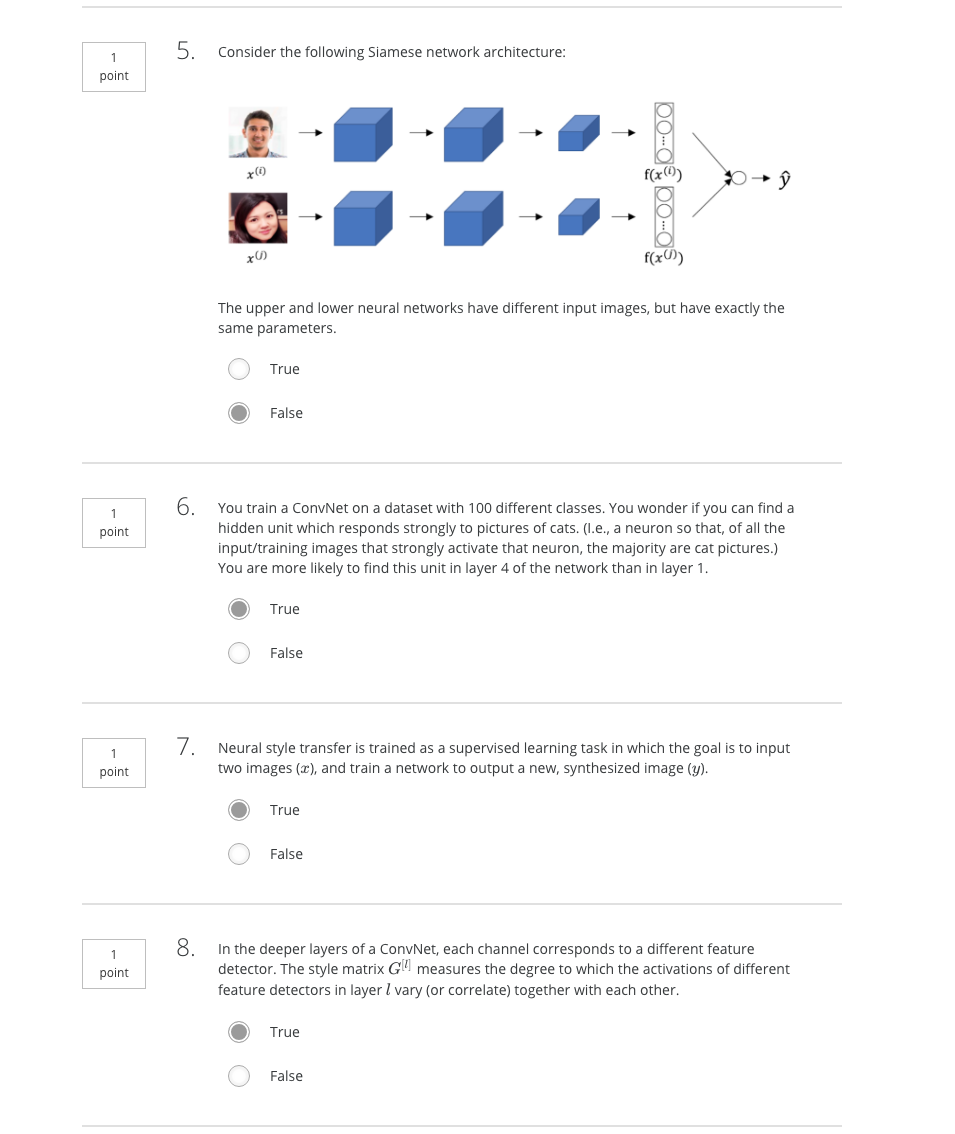 1
point
5.
Consider the following Siamese network architecture:
x⁽ⁱ⁾
f(x⁽ⁱ⁾)
ŷ
x⁽ʲ⁾
f(x⁽ʲ⁾)
The upper and lower neural networks have different input images, but have exactly the
same parameters.
True
False
1
point
6.
You train a ConvNet on a dataset with 100 different classes. You wonder if you can find a
hidden unit which responds strongly to pictures of cats. (I.e., a neuron so that, of all the
input/training images that strongly activate that neuron, the majority are cat pictures.)
You are more likely to find this unit in layer 4 of the network than in layer 1.
True
False
1
point
7.
Neural style transfer is trained as a supervised learning task in which the goal is to input
two images (x), and train a network to output a new, synthesized image (y).
True
False
1
point
8.
In the deeper layers of a ConvNet, each channel corresponds to a different feature
detector. The style matrix G[l] measures the degree to which the activations of different
feature detectors in layer l vary (or correlate) together with each other.
True
False